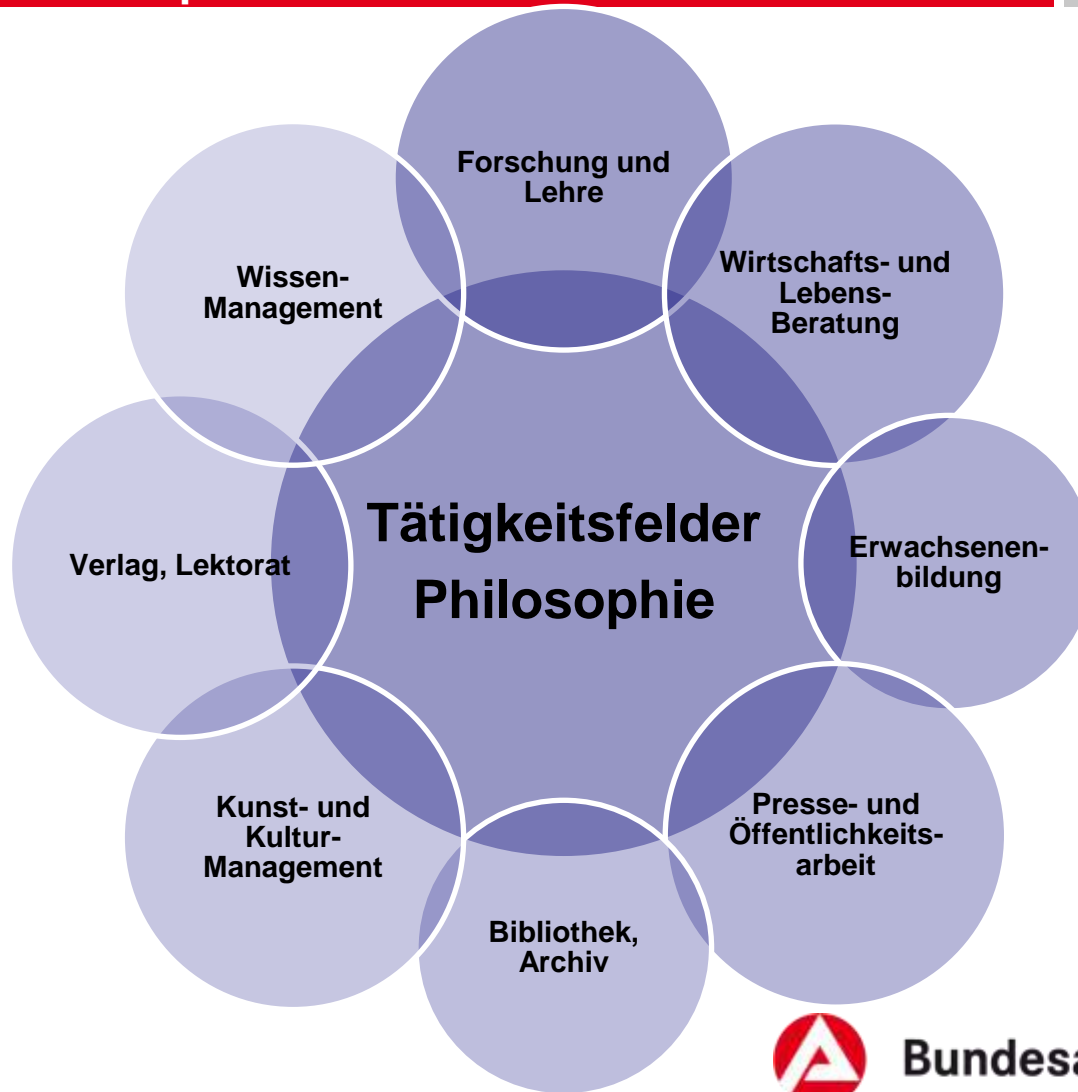 Forschung und
Lehre
Wirtschafts- und
Lebens-
Beratung
Wissen-
Management
Tätigkeitsfelder
Philosophie
Erwachsenen-
bildung
Verlag, Lektorat
Kunst- und
Kultur-
Management
Presse- und
Öffentlichkeits-
arbeit
Bibliothek,
Archiv